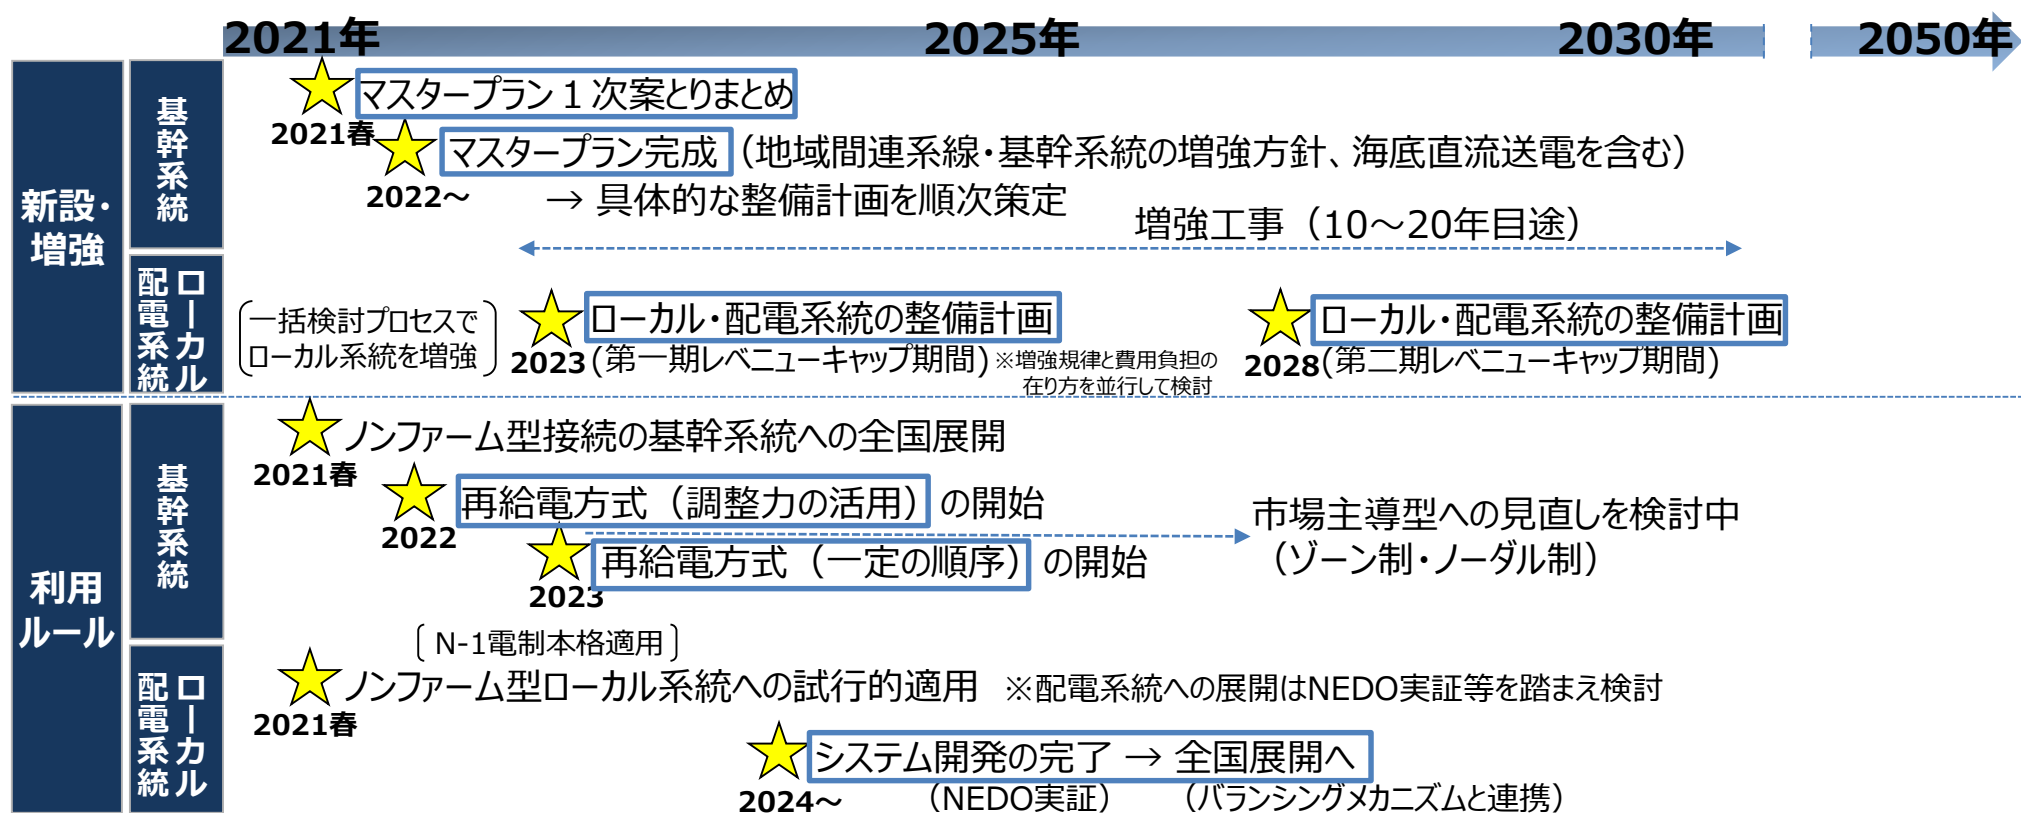 2021年 2025年 2030年 2050年
新設・
増強
基幹系統
マスタープラン１次案とりまとめ
2021春
マスタープラン完成（地域間連系線・基幹系統の増強方針、海底直流送電を含む）
2022～ → 具体的な整備計画を順次策定
増強工事（10～20年目途）
ローカル
配電系統
一括検討プロセスで
ローカル系統を増強
ローカル・配電系統の整備計画
2023（第一期レベニューキャップ期間）
※増強規律と費用負担の
在り方を並行して検討
ローカル・配電系統の整備計画
2028（第二期レベニューキャップ期間）
利用
ルール
基幹系統
ノンファーム型接続の基幹系統への全国展開
2021春
再給電方式（調整力の活用）の開始
2022
再給電方式（一定の順序）の開始
2023
市場主導型への見直しを検討中
（ゾーン制・ノーダル制）
〔 N-1電制本格適用 〕
ローカル
配電系統
ノンファーム型ローカル系統への試行的適用 ※配電系統への展開はNEDO実証等を踏まえ検討
2021春
システム開発の完了 → 全国展開へ
2024～ （NEDO実証） （バランシングメカニズムと連携）